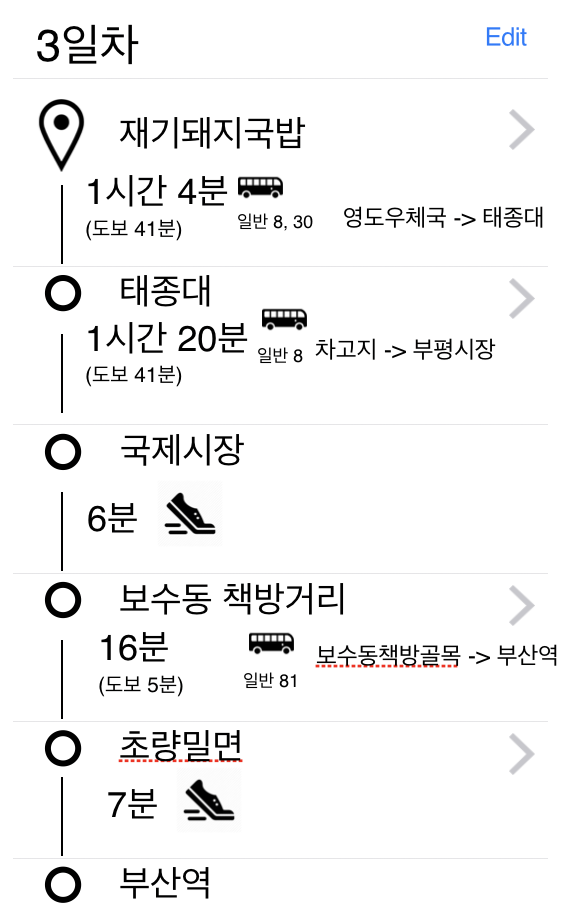 3일차
Edit
재기돼지국밥
1시간 4분
(도보 41분)
일반 8, 30
영도우체국 -> 태종대
태종대
1시간 20분
(도보 41분)
일반 8
차고지 -> 부평시장
국제시장
6분
보수동 책방거리
16분
(도보 5분)
일반 81
보수동책방골목 -> 부산역
초량밀면
7분
부산역